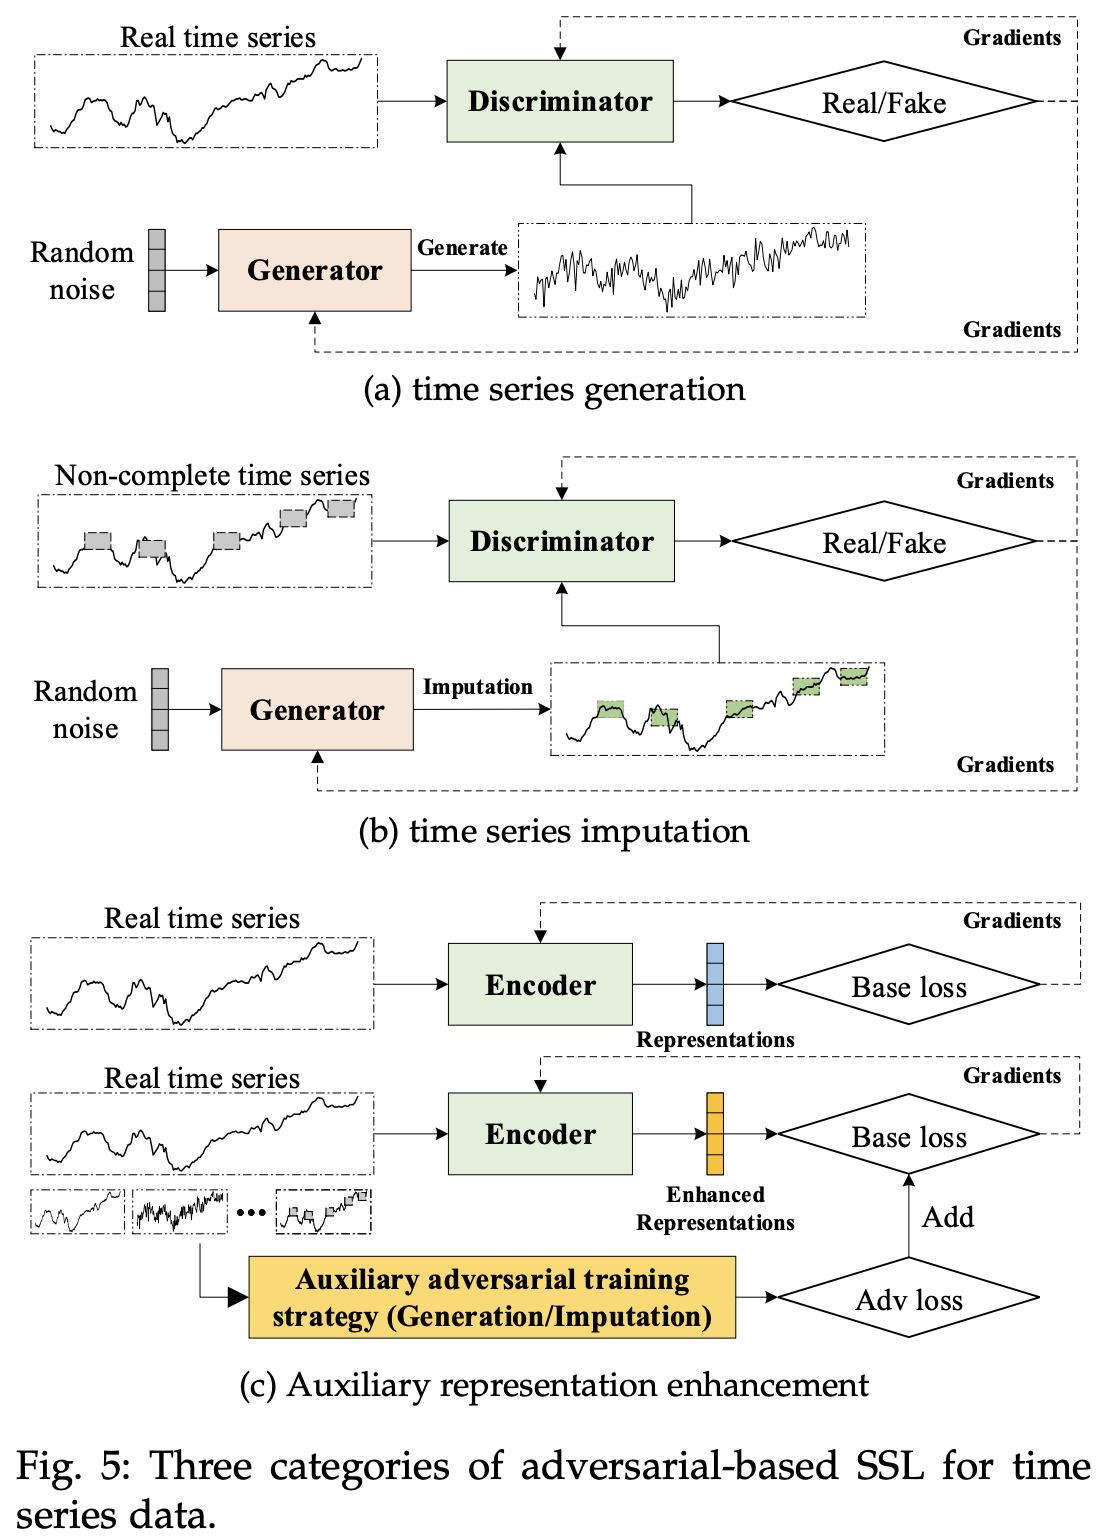 Real time series
Gradients
Discriminator
Real/Fake
Random
noise
Generator
Generate
Gradients
(a) time series generation
Non-complete time series
Gradients
Discriminator
Real/Fake
Random
noise
Generator
Imputation
Gradients
(b) time series imputation
Real time series
Gradients
Encoder
Base loss
Representations
Real time series
Gradients
Encoder
Base loss
Enhanced
Representations
Add
Auxiliary adversarial training
strategy (Generation/Imputation)
Adv loss
(c) Auxiliary representation enhancement
Fig. 5: Three categories of adversarial-based SSL for time
series data.